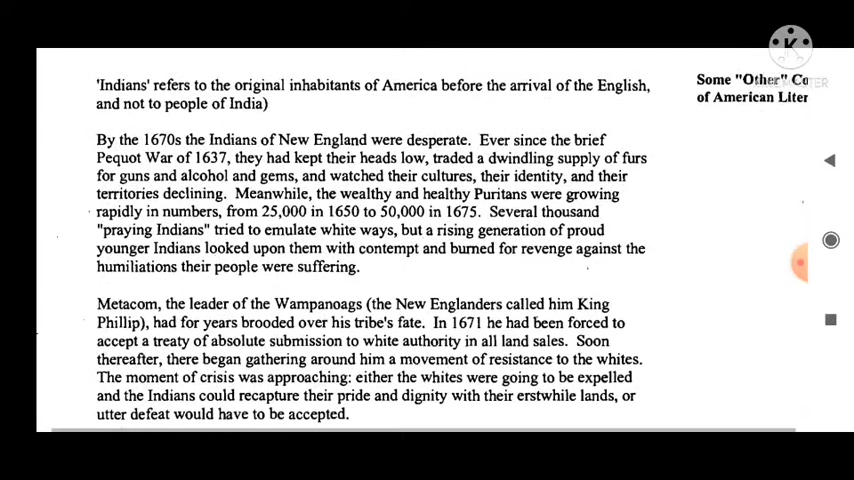 'Indians' refers to the original inhabitants of America before the arrival of the English,
and not to people of India)
Some "Other"
of American
By the 1670s the Indians of New England were desperate. Ever since the brief
Pequot War of 1637, they had kept their heads low, traded a dwindling supply of furs
for guns and alcohol and gems, and watched their cultures, their identity, and their
territories declining. Meanwhile, the wealthy and healthy Puritans were growing
rapidly in numbers, from 25,000 in 1650 to 50,000 in 1675. Several thousand
"praying Indians" tried to emulate white ways, but a rising generation of proud
younger Indians looked upon them with contempt and burned for revenge against the
humiliations their people were suffering.
Metacom, the leader of the Wampanoags (the New Englanders called him King
Phillip), had for years brooded over his tribe's fate. In 1671 he had been forced to
accept a treaty of absolute submission to white authority in all land sales. Soon
thereafter, there began gathering around him a movement of resistance to the whites.
The moment of crisis was approaching: either the whites were going to be expelled
and the Indians could recapture their pride and dignity with their erstwhile lands, or
utter defeat would have to be accepted.